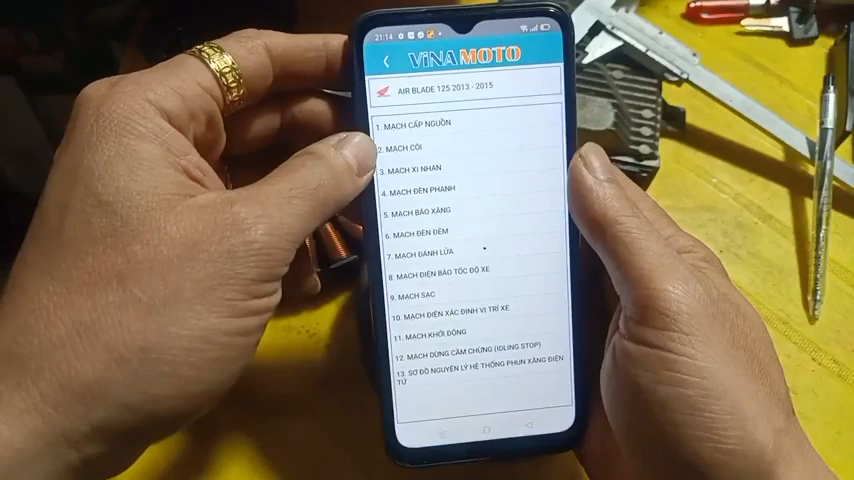 21:14
ViNAMOTO
AIR BLADE 125 2013 - 2015
1. MẠCH CẤP NGUỒN
2. MẠCH CÒI
3. MẠCH XI NHAN
4. MẠCH ĐÈN PHANH
5. MẠCH BÁO XĂNG
6. MẠCH ĐÈN ĐÊM
7. MẠCH ĐÁNH LỬA
8. MẠCH ĐIỆN BÁO TỐC ĐỘ XE
9. MẠCH SẠC
10. MẠCH ĐIỆN XÁC ĐỊNH VỊ TRÍ XE
11. MẠCH KHỞI ĐỘNG
12. MẠCH DỪNG CẦM CHỪNG (IDLING STOP)
13. SƠ ĐỒ NGUYÊN LÝ HỆ THỐNG PHUN XĂNG ĐIỆN
TỬ